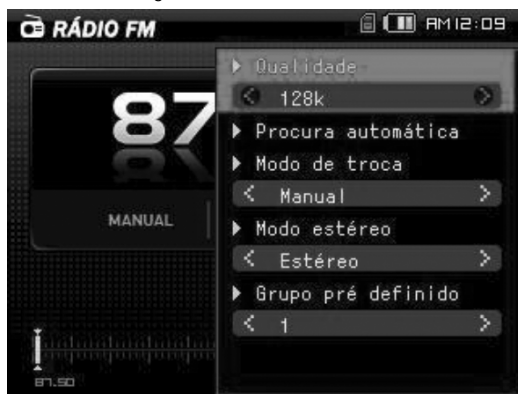 RÁDIO FM
AM12:09
87
MANUAL
87.50
Qualidade
128k
Procura automática
Modo de troca
Manual
Modo estéreo
Estéreo
Grupo pré definido
1